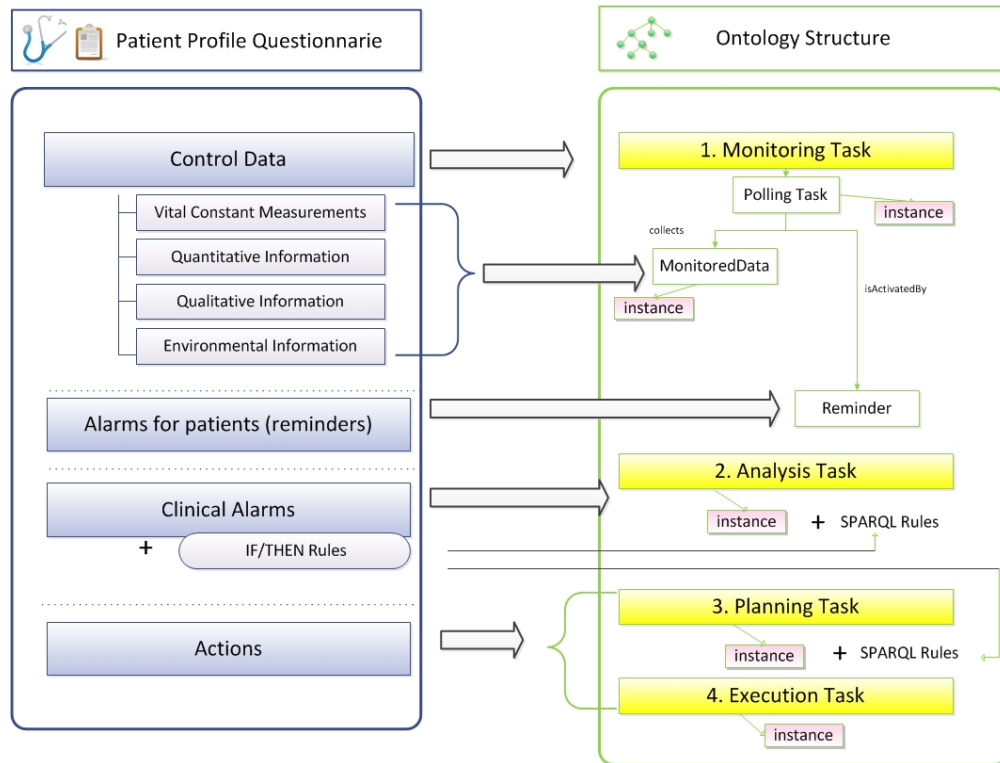 Patient Profile Questionnarie
Ontology Structure
Control Data
Vital Constant Measurements
Quantitative Information
Qualitative Information
Environmental Information
Alarms for patients (reminders)
Clinical Alarms
+
IF/THEN Rules
Actions
1. Monitoring Task
Polling Task
instance
collects
MonitoredData
instance
isActivatedBy
Reminder
2. Analysis Task
instance + SPARQL Rules
3. Planning Task
instance + SPARQL Rules
4. Execution Task
instance